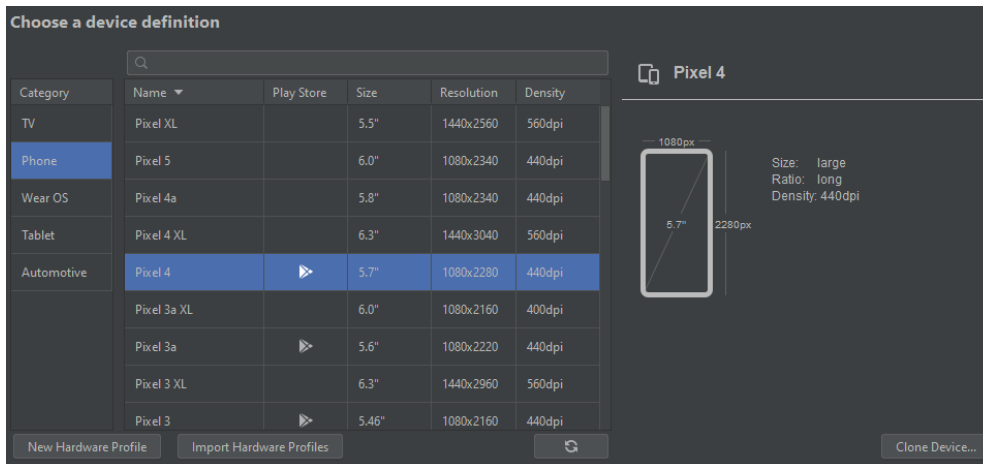 Choose a device definition
Category
TV
Phone
Wear OS
Tablet
Automotive
Name Play Store Size Resolution Density
Pixel XL 5.5" 1440x2560 560dpi
Pixel 5 6.0" 1080x2340 440dpi
Pixel 4a 5.8" 1080x2340 440dpi
Pixel 4 XL 6.3" 1440x3040 560dpi
Pixel 4 5.7" 1080x2280 440dpi
Pixel 3a XL 6.0" 1080x2160 400dpi
Pixel 3a 5.6" 1080x2220 440dpi
Pixel 3 XL 6.3" 1440x2960 560dpi
Pixel 3 5.46" 1080x2160 440dpi
New Hardware Profile Import Hardware Profiles
Pixel 4
1080px
5.7" 2280px
Size: large
Ratio: long
Density: 440dpi
Clone Device...